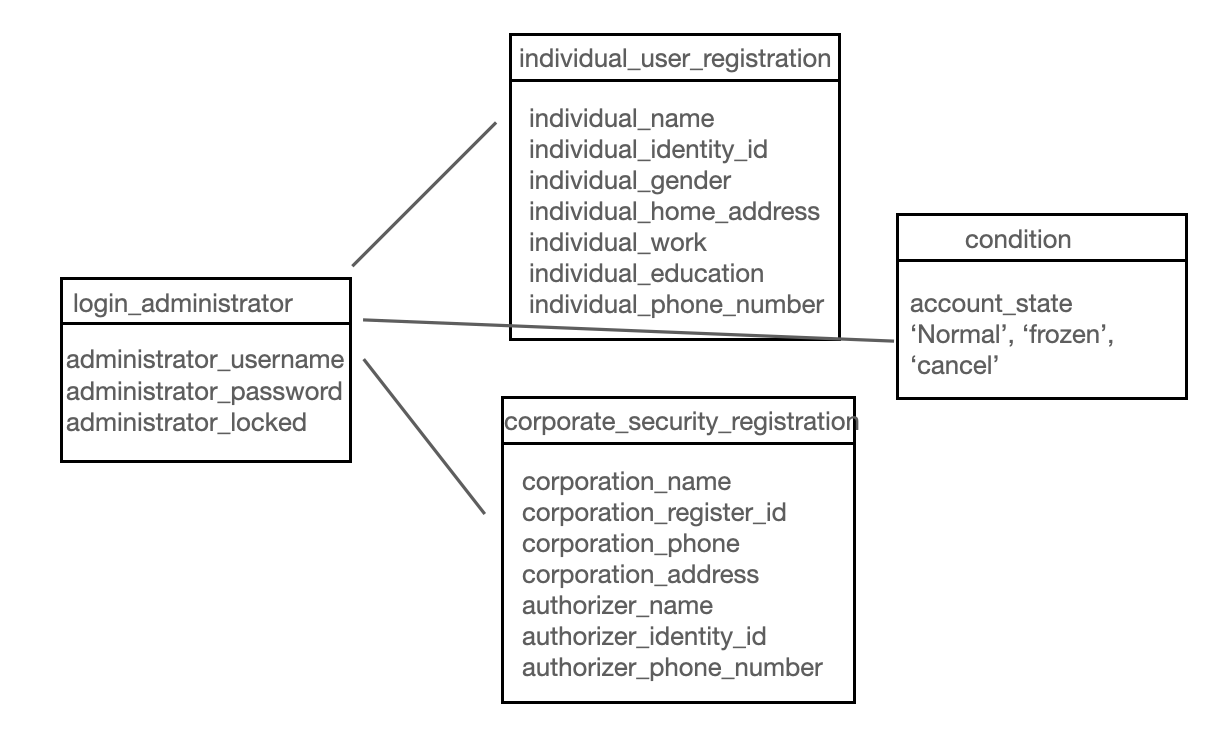 individual_user_registration
individual_name
individual_identity_id
individual_gender
individual_home_address
individual_work
individual_education
individual_phone_number
condition
account_state
‘Normal’, ‘frozen’,
‘cancel’
login_administrator
administrator_username
administrator_password
administrator_locked
corporate_security_registration
corporation_name
corporation_register_id
corporation_phone
corporation_address
authorizer_name
authorizer_identity_id
authorizer_phone_number